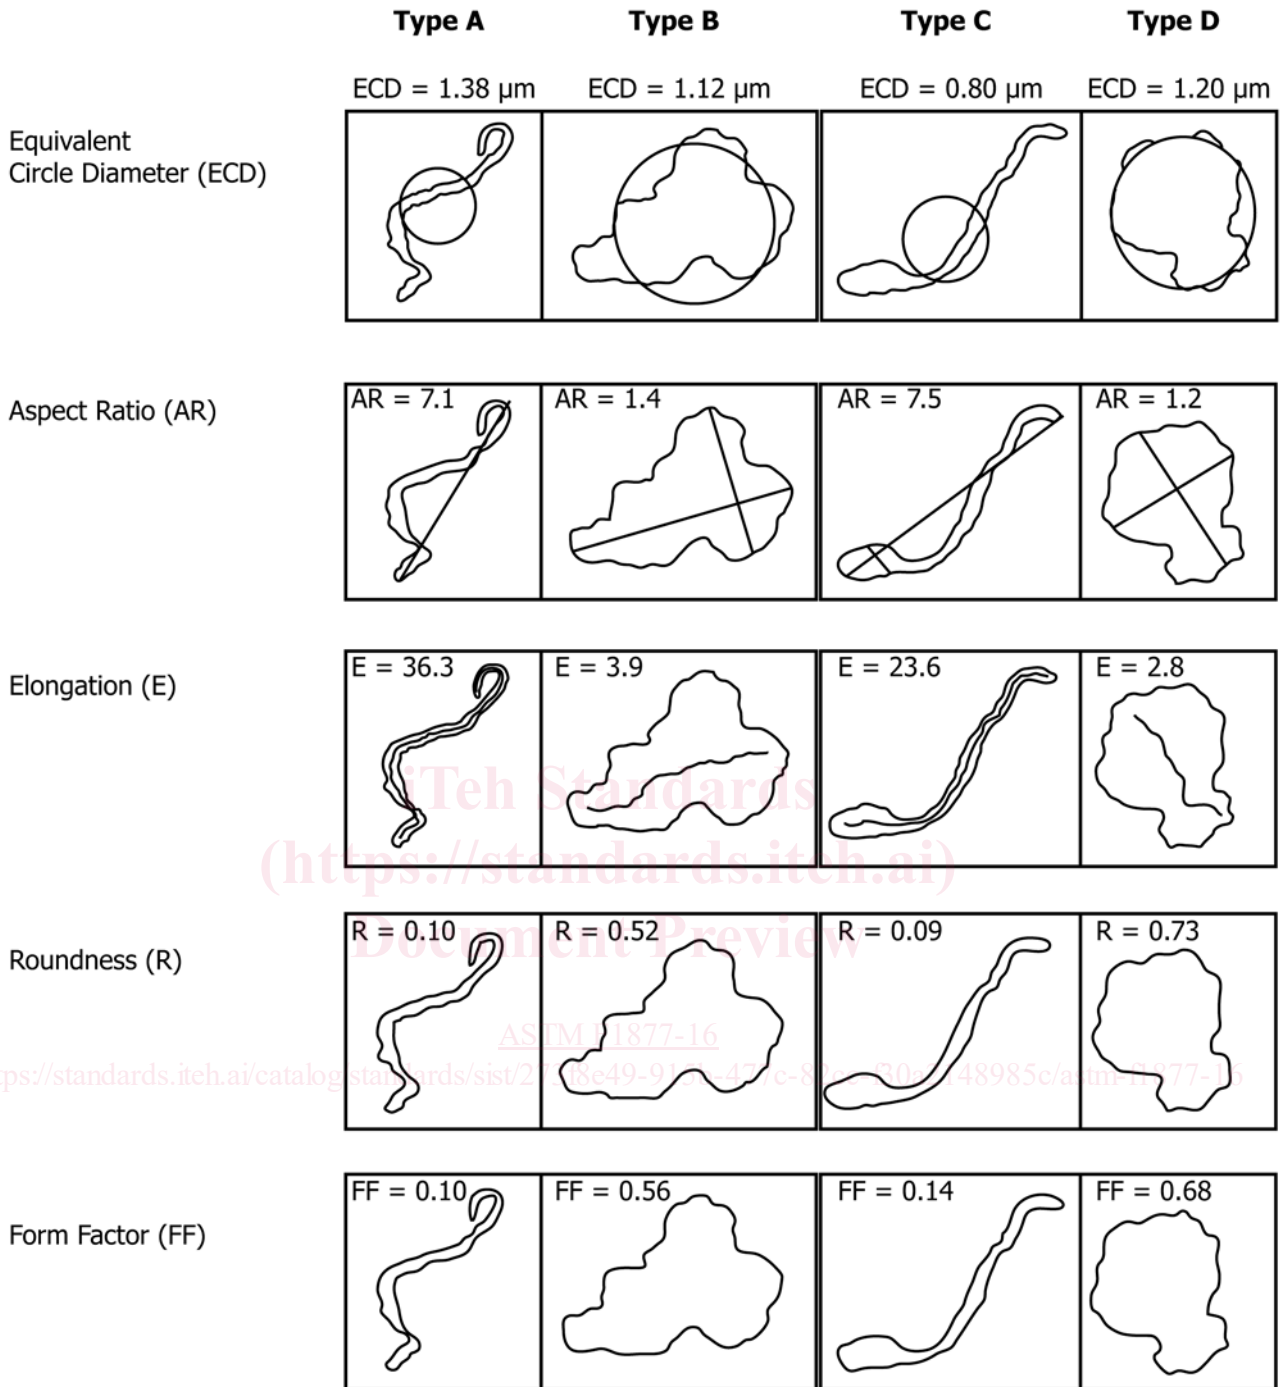 Type A Type B Type C Type D
ECD = 1.38 µm ECD = 1.12 µm ECD = 0.80 µm ECD = 1.20 µm
Equivalent
Circle Diameter (ECD)
Aspect Ratio (AR)
AR = 7.1 AR = 1.4 AR = 7.5 AR = 1.2
Elongation (E)
E = 36.3 E = 3.9 E = 23.6 E = 2.8
iTeh Standards
(https://standards.iteh.ai)
Document Preview
R = 0.10 R = 0.52 R = 0.09 R = 0.73
Roundness (R)
ASTM F1877-16
FF = 0.10 FF = 0.56 FF = 0.14 FF = 0.68
Form Factor (FF)